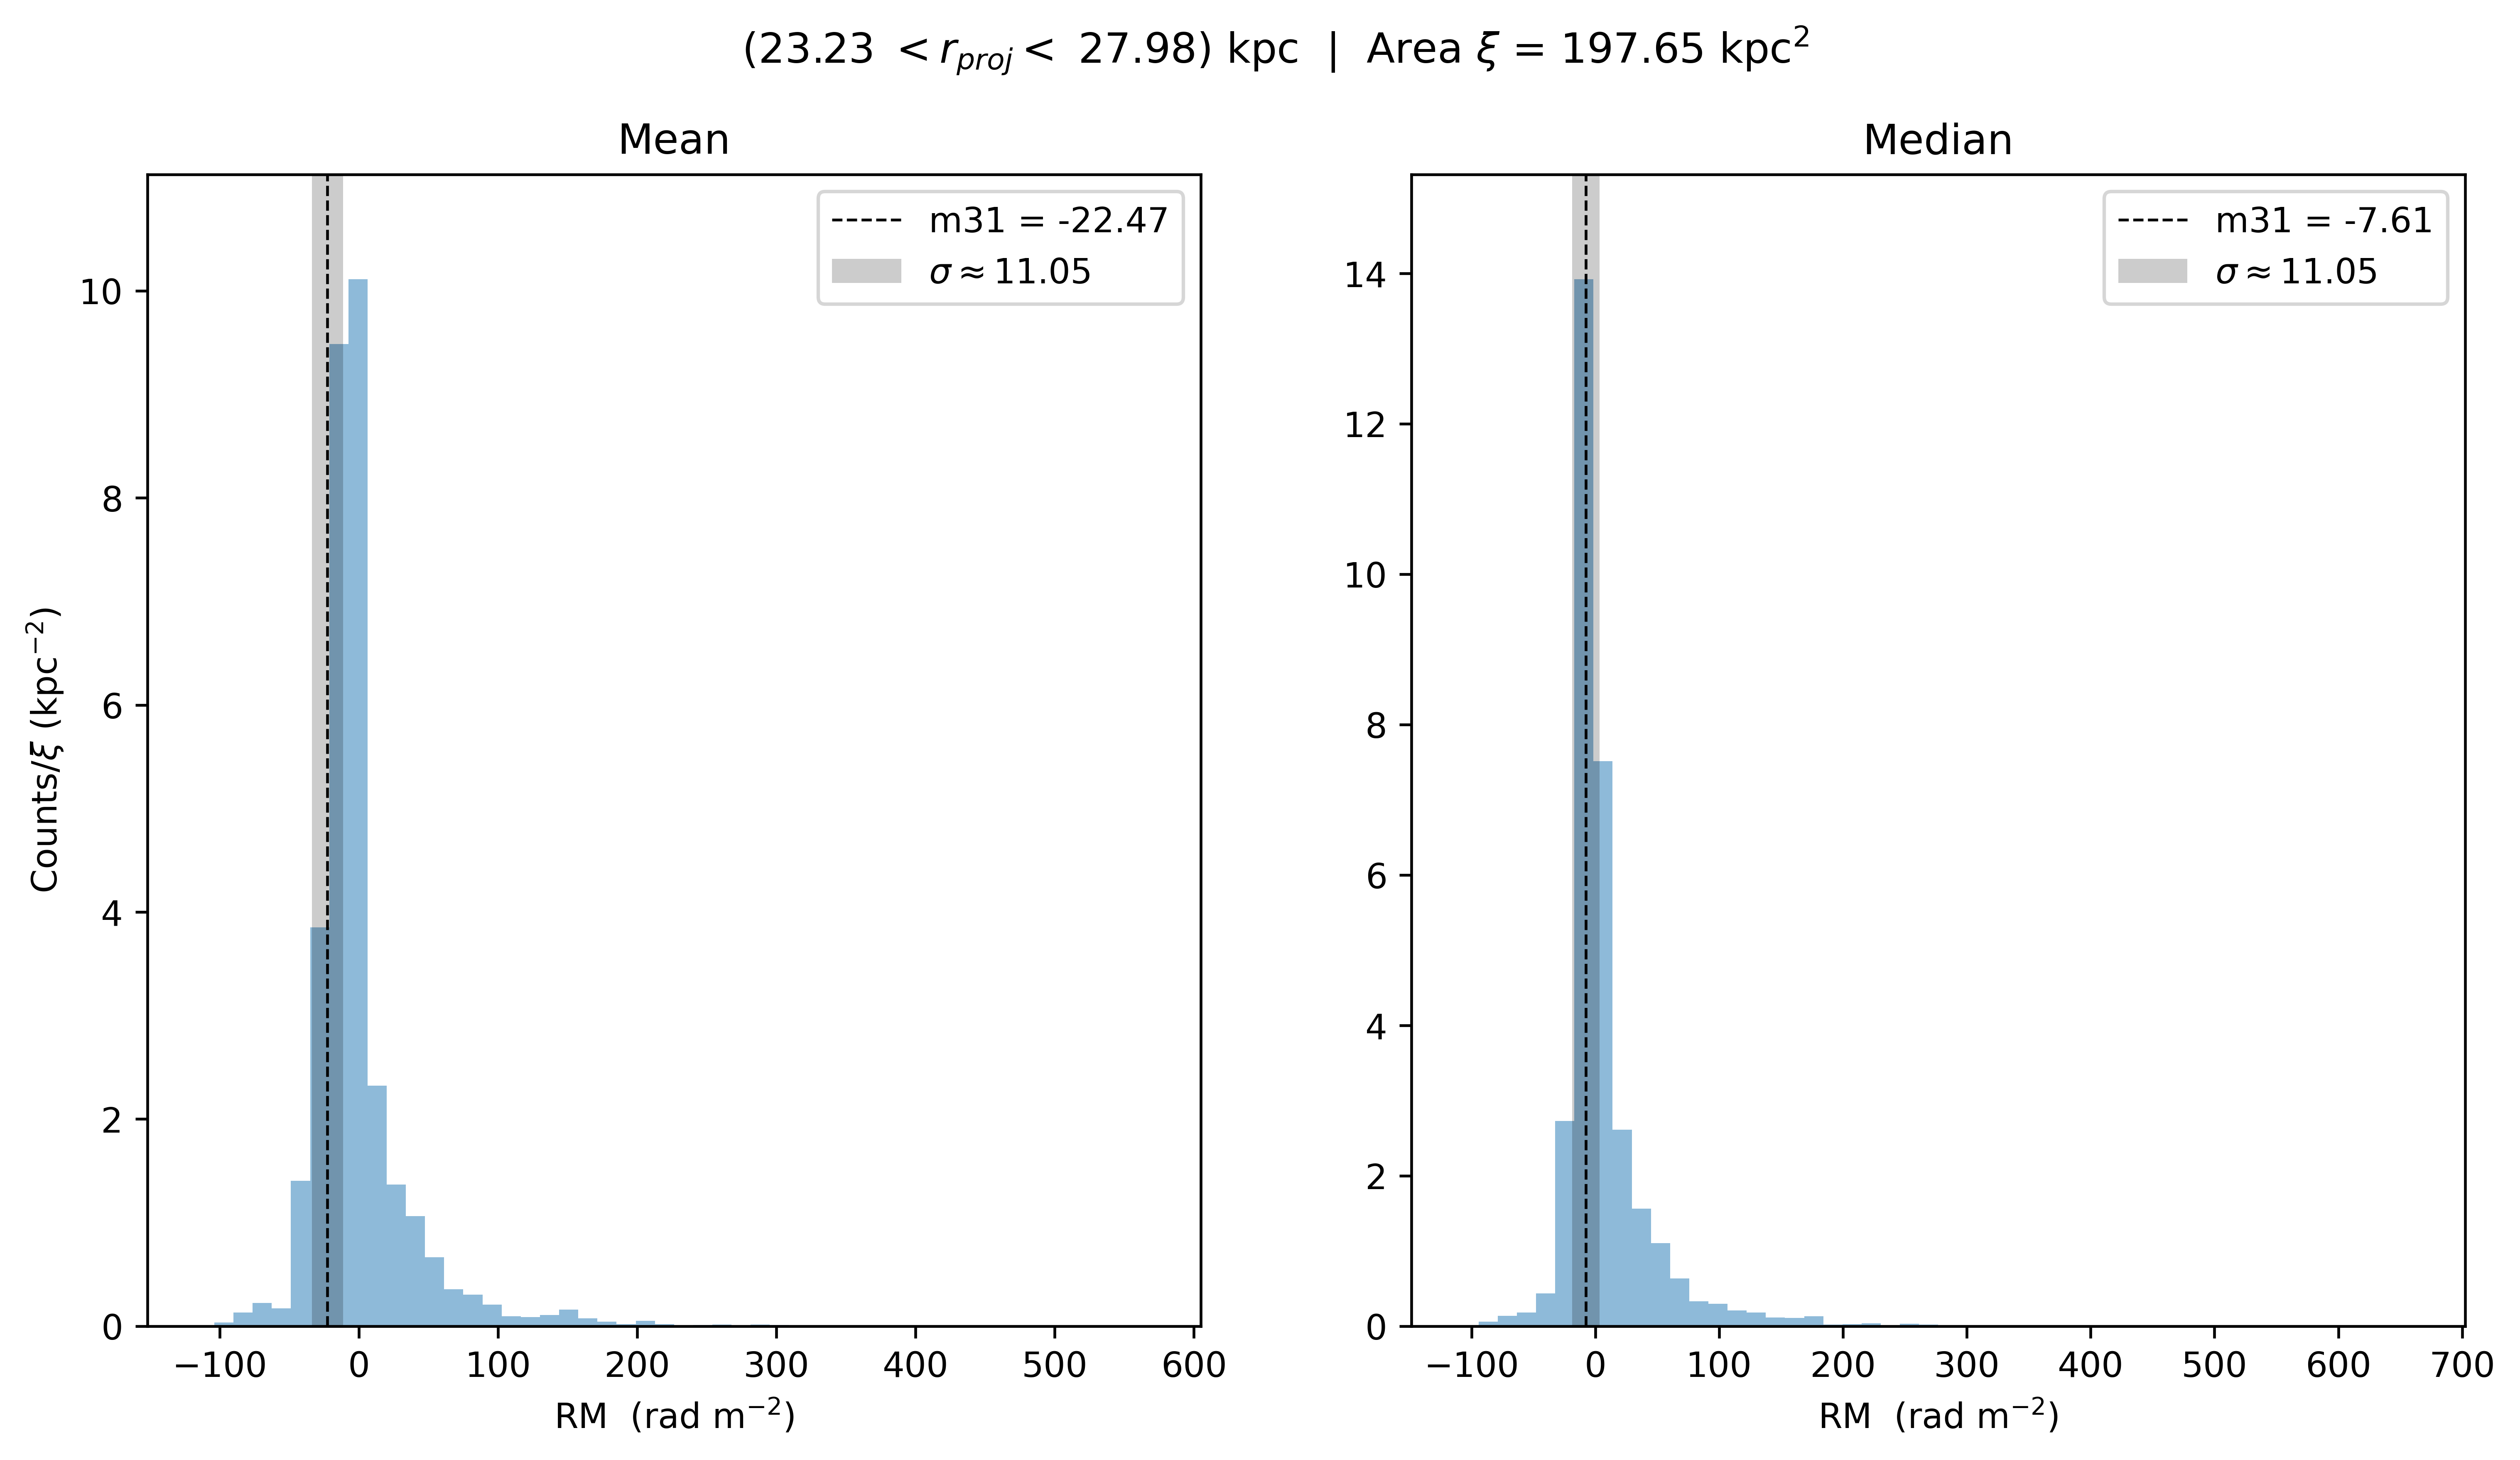 (23.23 < r_proj < 27.98) kpc | Area ξ = 197.65 kpc²
Mean
m31 = -22.47
σ ≈ 11.05
10
8
6
4
2
0
Counts/ξ (kpc⁻²)
−100 0 100 200 300 400 500 600
RM (rad m⁻²)
Median
m31 = -7.61
σ ≈ 11.05
14
12
10
8
6
4
2
0
−100 0 100 200 300 400 500 600 700
RM (rad m⁻²)